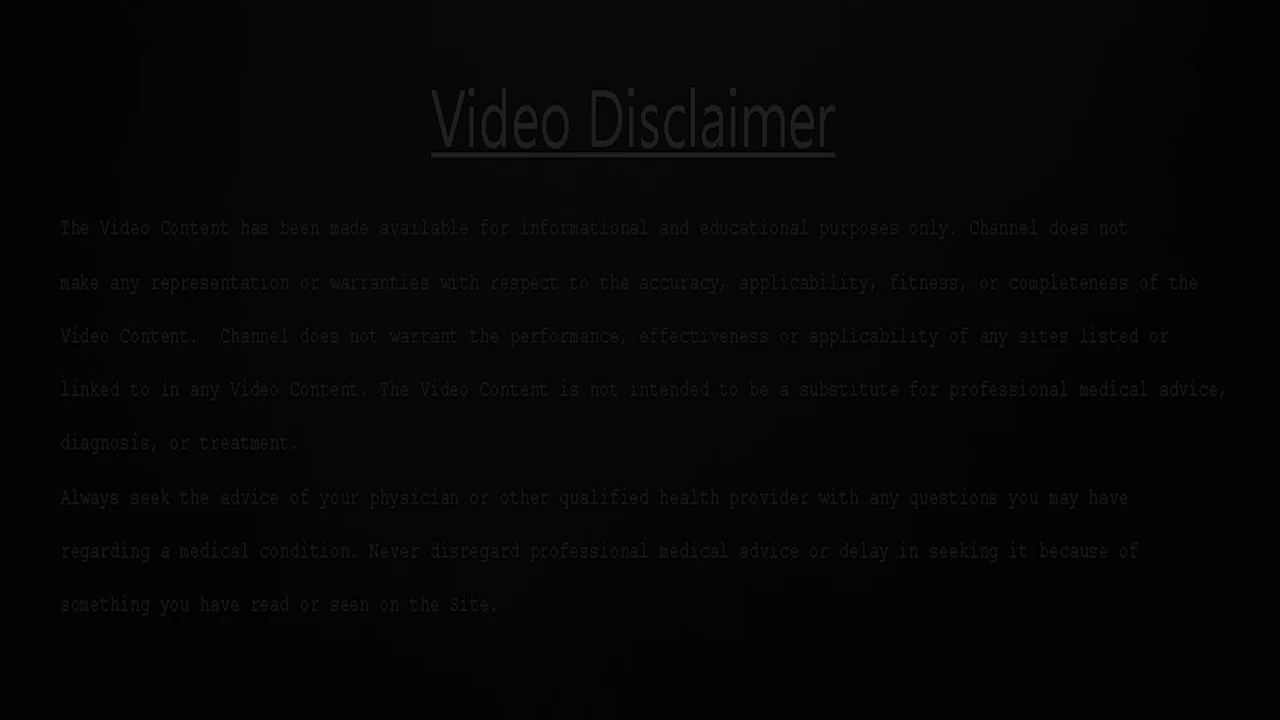 Video Disclaimer
The Video Content has been made available for informational and educational purposes only. Channel does not
make any representation or warranties with respect to the accuracy, applicability, fitness, or completeness of the
Video Content.  Channel does not warrant the performance, effectiveness or applicability of any sites listed or
linked to in any Video Content. The Video Content is not intended to be a substitute for professional medical advice,
diagnosis, or treatment.
Always seek the advice of your physician or other qualified health provider with any questions you may have
regarding a medical condition. Never disregard professional medical advice or delay in seeking it because of
something you have read or seen on the Site.